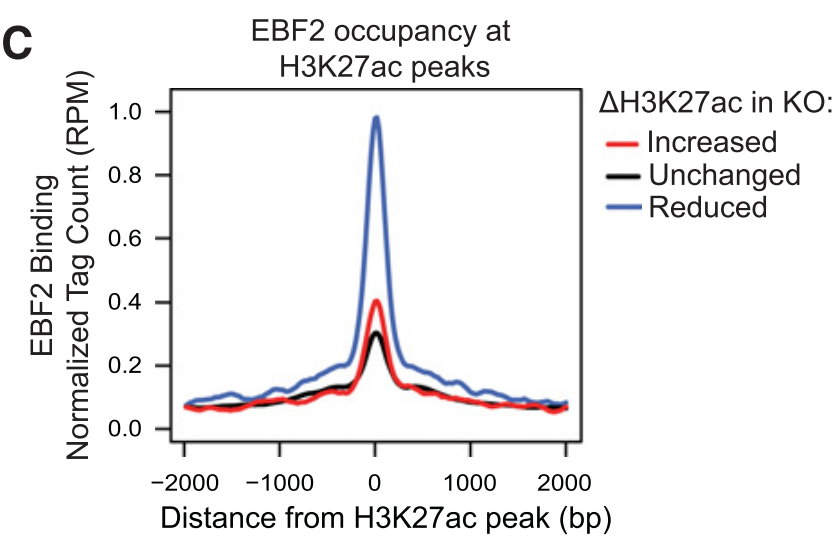 C
EBF2 occupancy at
H3K27ac peaks
EBF2 Binding
Normalized Tag Count (RPM)
1.0
0.8
0.6
0.4
0.2
0.0
−2000 −1000 0 1000 2000
Distance from H3K27ac peak (bp)
ΔH3K27ac in KO:
Increased
Unchanged
Reduced